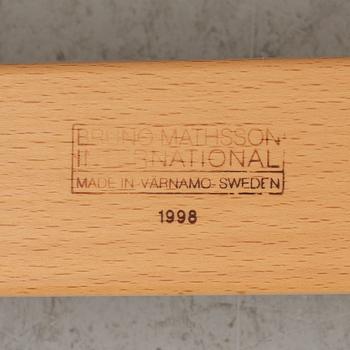 BRUNO MATHSSON
INTERNATIONAL
MADE IN VÄRNAMO SWEDEN
1998